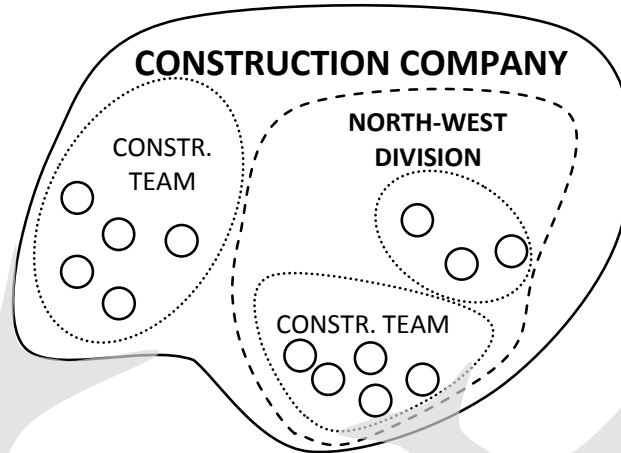 CONSTRUCTION COMPANY
NORTH-WEST
DIVISION
CONSTR.
TEAM
CONSTR. TEAM